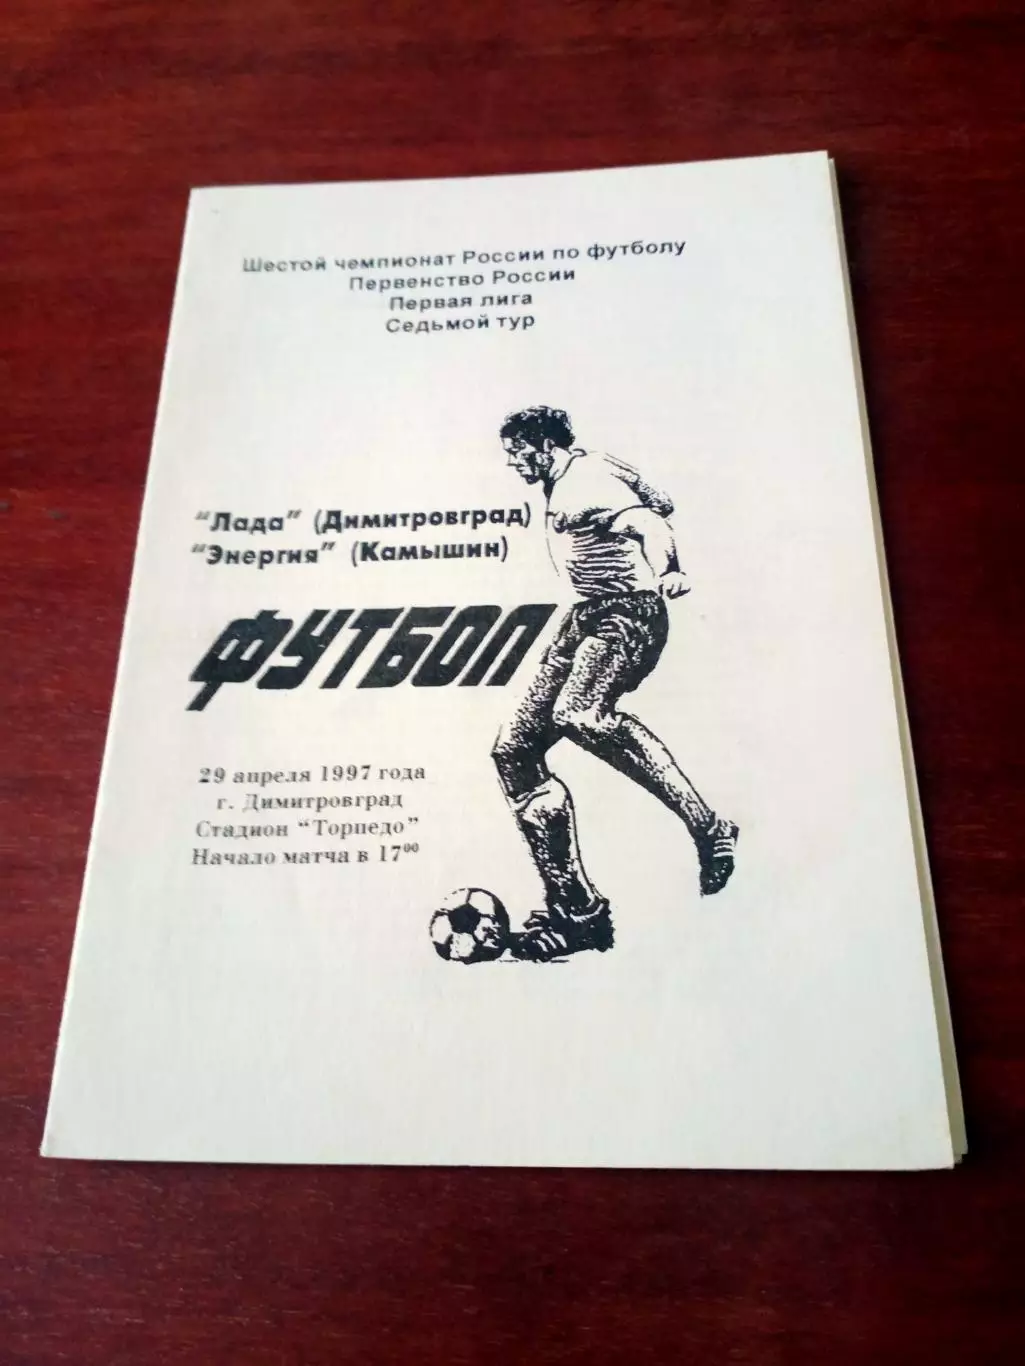 Шестой чемпионат России по футболу
Первенство России
Первая лига
Седьмой тур
"Лада" (Димитровград)
"Энергия" (Камышин)
ФУТБОЛ
29 апреля 1997 года
г. Димитровград
Стадион "Торпедо"
Начало матча в 17⁰⁰